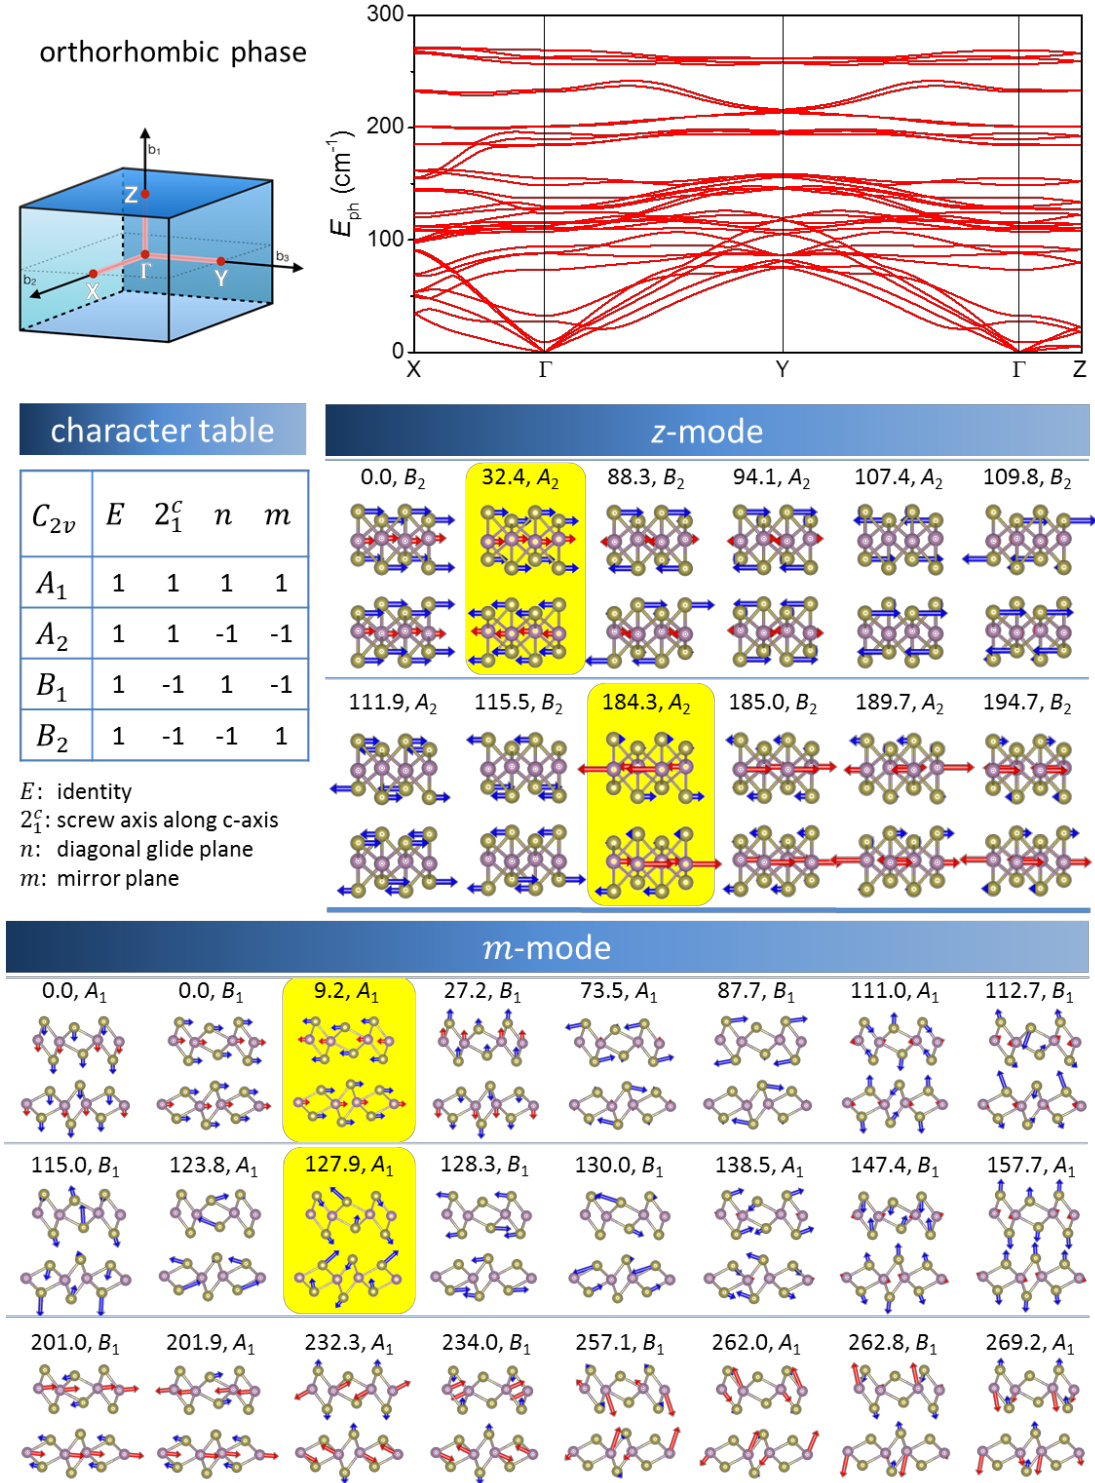 orthorhombic phase
b₁
Z
b₂
X
Γ
Y
b₃
300
200
100
0
E_ph (cm⁻¹)
X Γ Y Γ Z
character table
C₂ᵥ E 2₁ᶜ n m
A₁ 1 1 1 1
A₂ 1 1 -1 -1
B₁ 1 -1 1 -1
B₂ 1 -1 -1 1
E: identity
2₁ᶜ: screw axis along c-axis
n: diagonal glide plane
m: mirror plane
z-mode
0.0, B₂ 32.4, A₂ 88.3, B₂ 94.1, A₂ 107.4, A₂ 109.8, B₂
111.9, A₂ 115.5, B₂ 184.3, A₂ 185.0, B₂ 189.7, A₂ 194.7, B₂
m-mode
0.0, A₁ 0.0, B₁ 9.2, A₁ 27.2, B₁ 73.5, A₁ 87.7, B₁ 111.0, A₁ 112.7, B₁
115.0, B₁ 123.8, A₁ 127.9, A₁ 128.3, B₁ 130.0, B₁ 138.5, A₁ 147.4, B₁ 157.7, A₁
201.0, B₁ 201.9, A₁ 232.3, A₁ 234.0, B₁ 257.1, B₁ 262.0, A₁ 262.8, B₁ 269.2, A₁